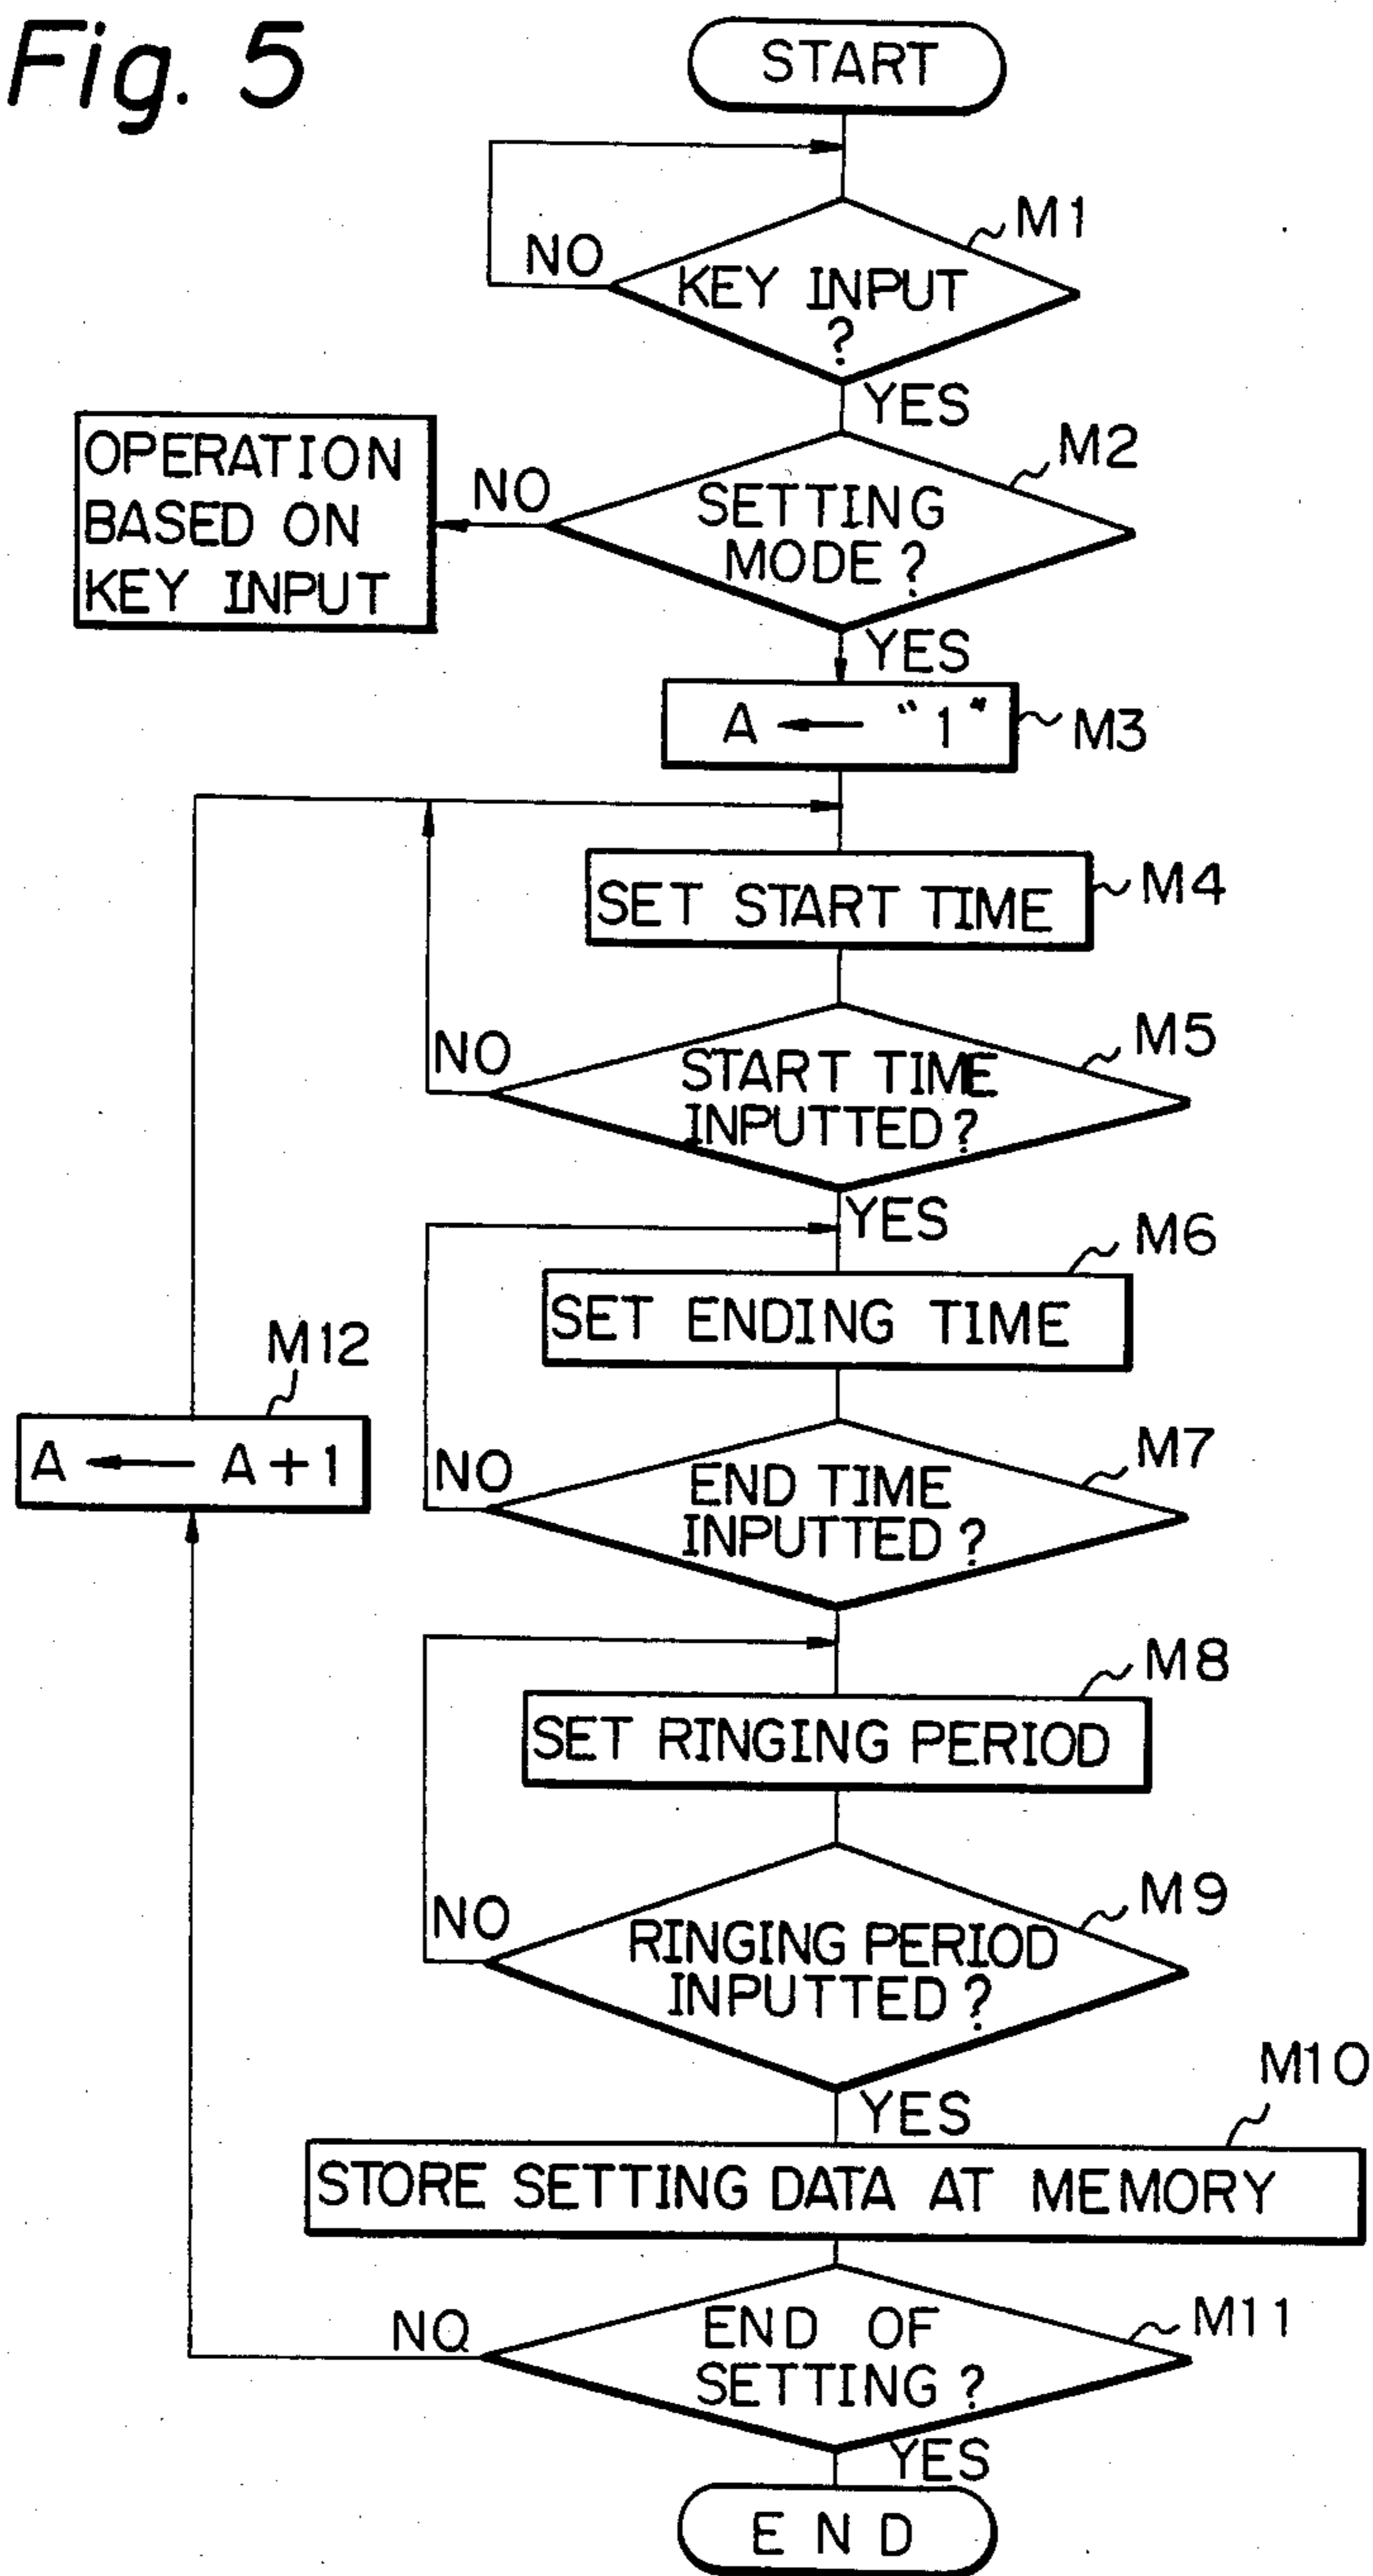 Fig. 5
START
M1
NO
KEY INPUT
?
YES
M2
OPERATION
BASED ON
KEY INPUT
NO
SETTING
MODE?
YES
A ← "1"
M3
SET START TIME
M4
M5
NO
START TIME
INPUTTED?
YES
M6
SET ENDING TIME
M12
A ← A+1
M7
NO
END TIME
INPUTTED?
M8
SET RINGING PERIOD
M9
NO
RINGING PERIOD
INPUTTED?
YES
M10
STORE SETTING DATA AT MEMORY
M11
NO
END OF
SETTING?
YES
END